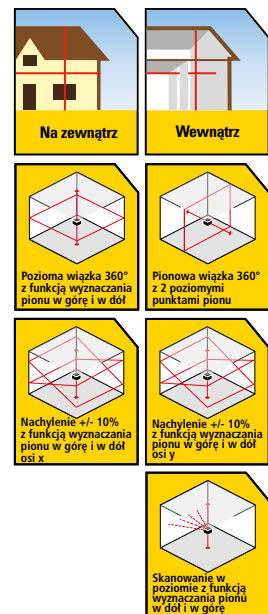 Na zewnątrz
Wewnątrz
Pozioma wiązka 360°
z funkcją wyznaczania
pionu w górę i w dół
Pionowa wiązka 360°
z 2 poziomymi
punktami pionu
Nachylenie +/- 10%
z funkcją wyznaczania
pionu w górę i w dół
osi x
Nachylenie +/- 10%
z funkcją wyznaczania
pionu w górę i w dół
osi y
Skanowanie w
poziomie z funkcją
wyznaczania pionu
w dół i w górę